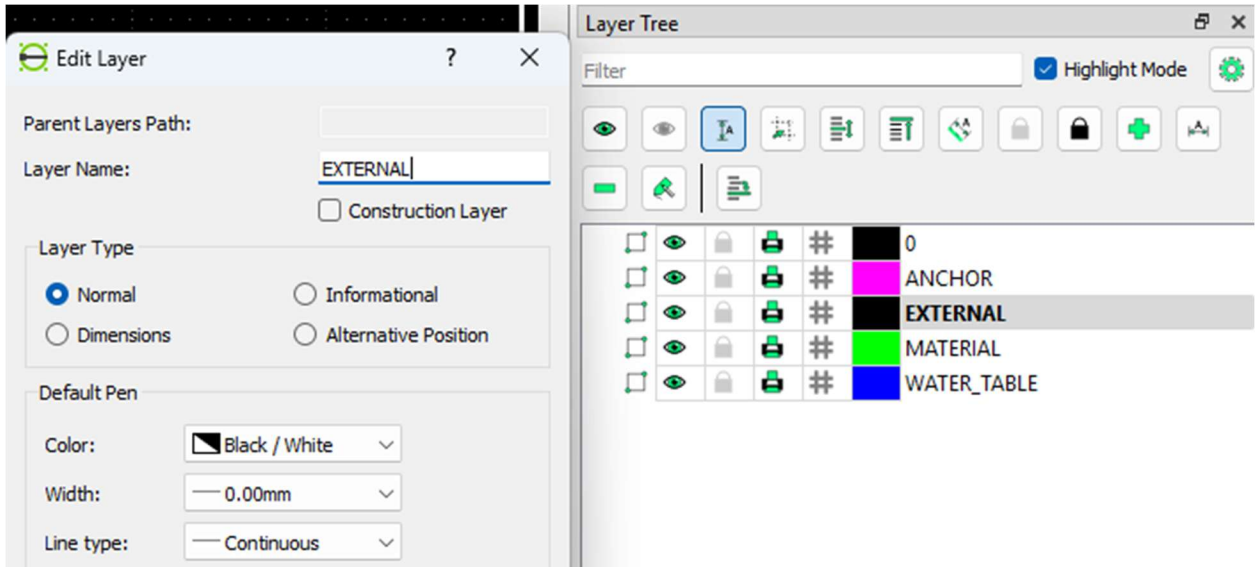 Edit Layer
?
Parent Layers Path:
Layer Name:
EXTERNAL
Construction Layer
Layer Type
Normal
Informational
Dimensions
Alternative Position
Default Pen
Color:
Black / White
Width:
0.00mm
Line type:
Continuous
Layer Tree
Filter
Highlight Mode
0
ANCHOR
EXTERNAL
MATERIAL
WATER_TABLE